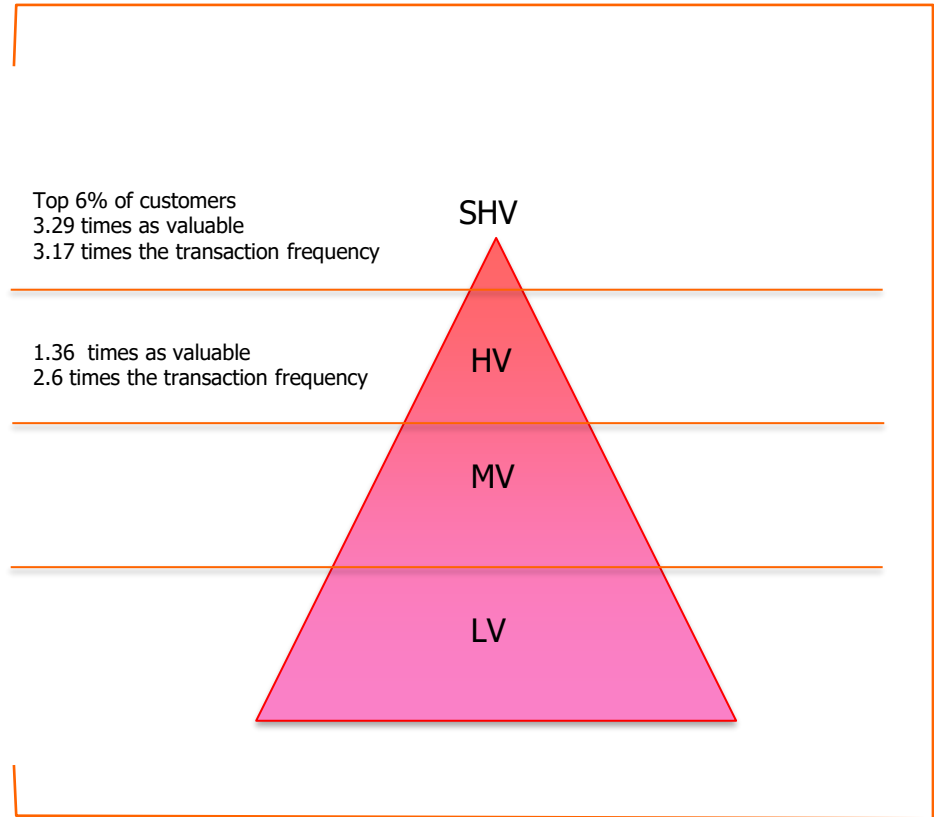 Top 6% of customers
3.29 times as valuable
3.17 times the transaction frequency
SHV
1.36  times as valuable
2.6 times the transaction frequency
HV
MV
LV